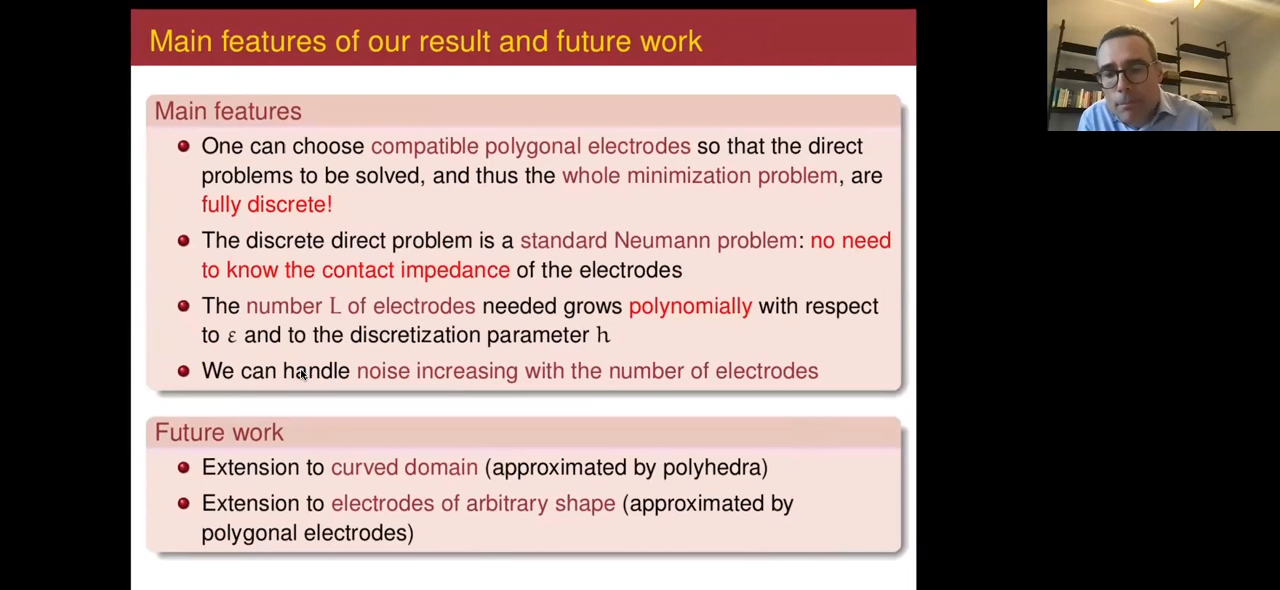 Main features of our result and future work
Main features
One can choose compatible polygonal electrodes so that the direct
problems to be solved, and thus the whole minimization problem, are
fully discrete!
The discrete direct problem is a standard Neumann problem: no need
to know the contact impedance of the electrodes
The number L of electrodes needed grows polynomially with respect
to ε and to the discretization parameter h
We can handle noise increasing with the number of electrodes
Future work
Extension to curved domain (approximated by polyhedra)
Extension to electrodes of arbitrary shape (approximated by
polygonal electrodes)